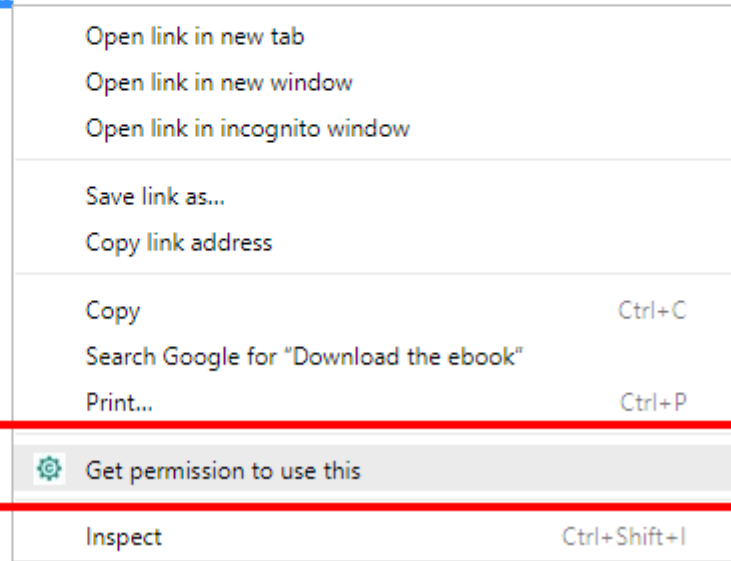 Open link in new tab
Open link in new window
Open link in incognito window
Save link as...
Copy link address
Copy Ctrl+C
Search Google for “Download the ebook”
Print... Ctrl+P
Get permission to use this
Inspect Ctrl+Shift+I